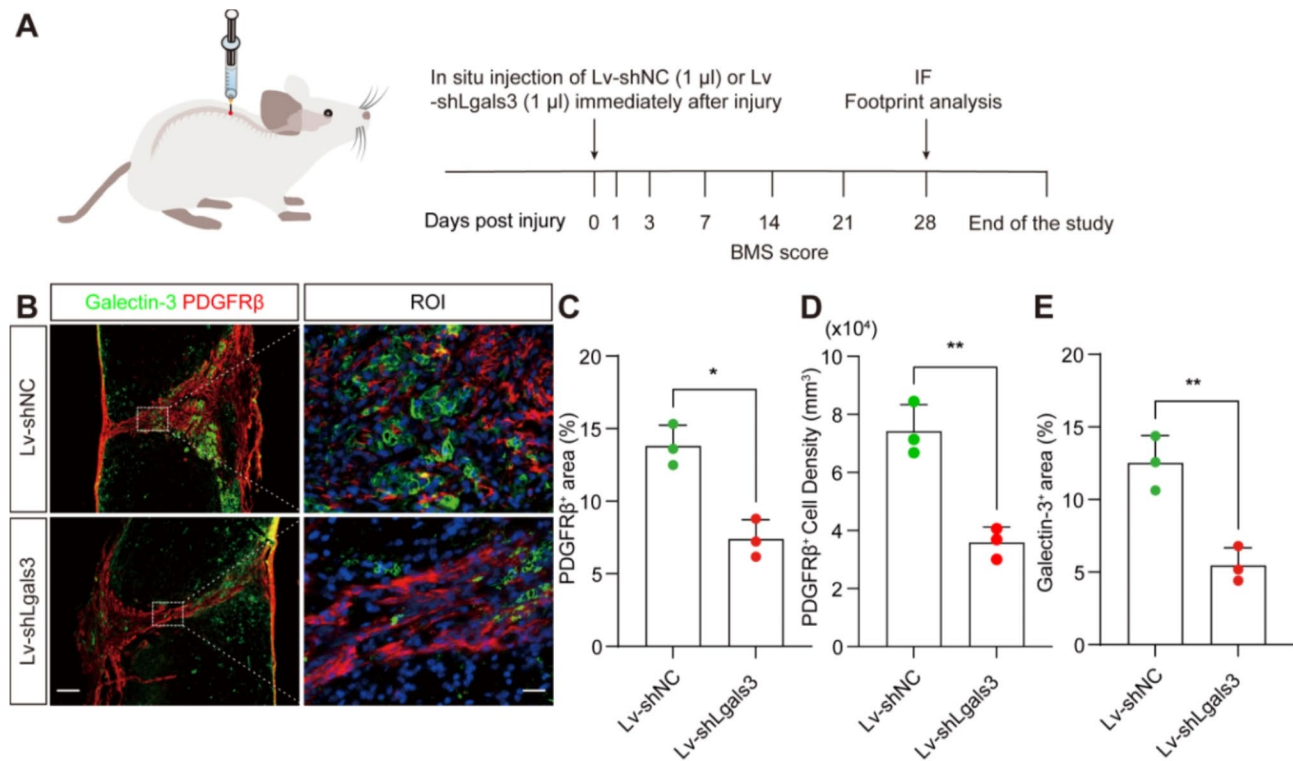 A
In situ injection of Lv-shNC (1 µl) or Lv
-shLgals3 (1 µl) immediately after injury
IF
Footprint analysis
Days post injury 0 1 3 7 14 21 28 End of the study
BMS score
B
Galectin-3 PDGFRβ
ROI
Lv-shNC
Lv-shLgals3
C
PDGFRβ⁺ area (%)
20
15
10
5
0
*
Lv-shNC
Lv-shLgals3
D
(x10⁴)
PDGFRβ⁺ Cell Density (mm³)
10
8
6
4
2
0
**
Lv-shNC
Lv-shLgals3
E
Galectin-3⁺ area (%)
20
15
10
5
0
**
Lv-shNC
Lv-shLgals3